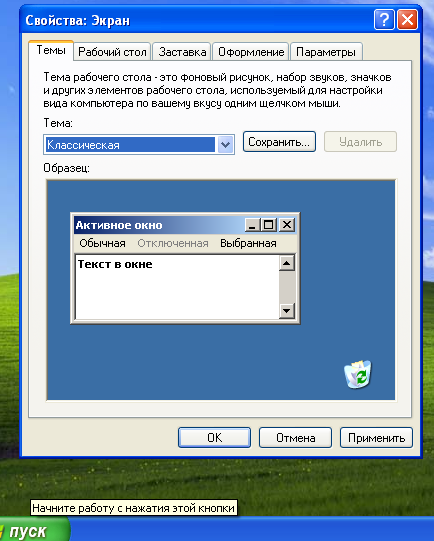 Свойства: Экран
Темы Рабочий стол Заставка Оформление Параметры
Тема рабочего стола - это фоновый рисунок, набор звуков, значков
и других элементов рабочего стола, используемый для настройки
вида компьютера по вашему вкусу одним щелчком мыши.
Тема:
Классическая Сохранить... Удалить
Образец:
Активное окно
Обычная Отключенная Выбранная
Текст в окне
OK Отмена Применить
Начните работу с нажатия этой кнопки
пуск